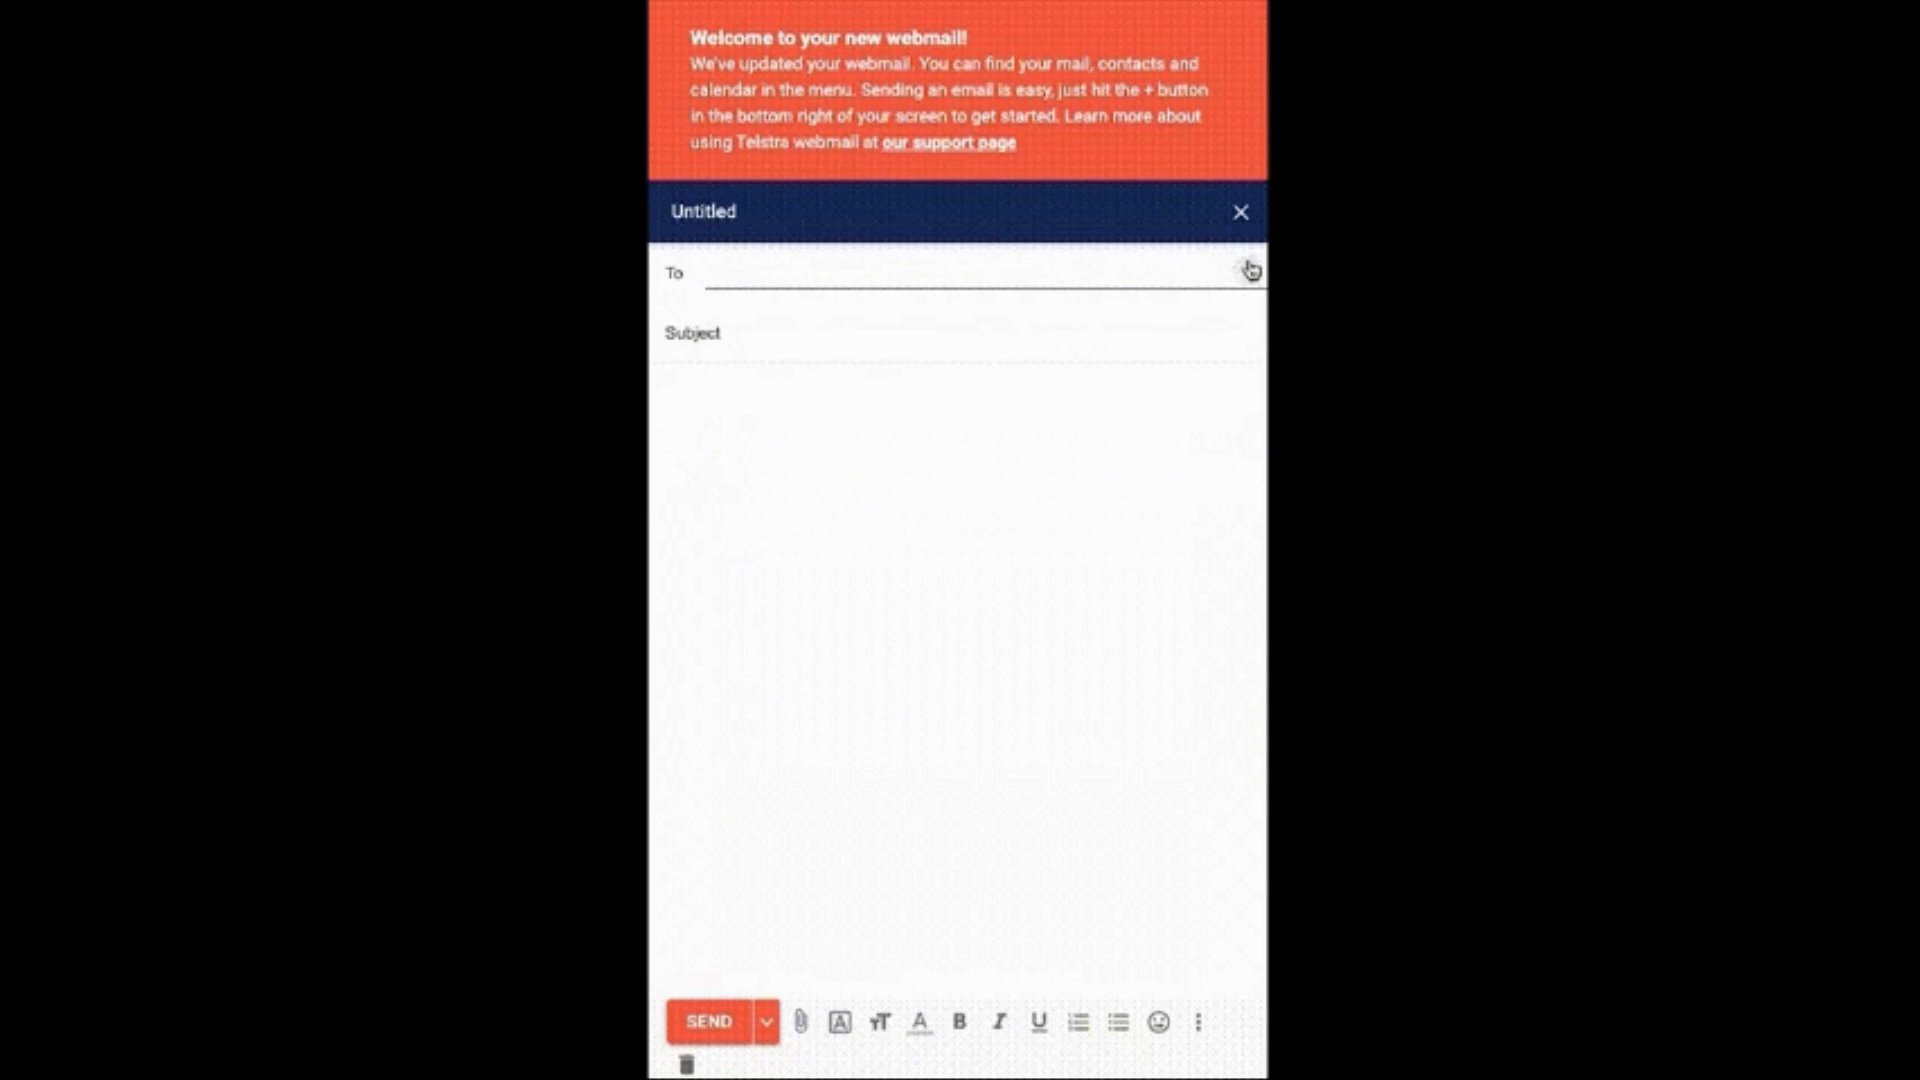 Welcome to your new webmail!
We've updated your webmail. You can find your mail, contacts and
calendar in the menu. Sending an email is easy, just hit the + button
in the bottom right of your screen to get started. Learn more about
using Telstra webmail at our support page
Untitled
To
Subject
SEND